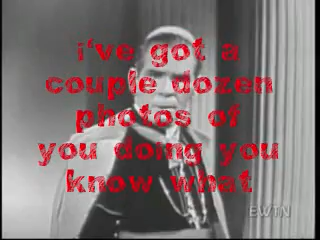 i've got a
couple dozen
photos of
you doing you
know what
EWTN